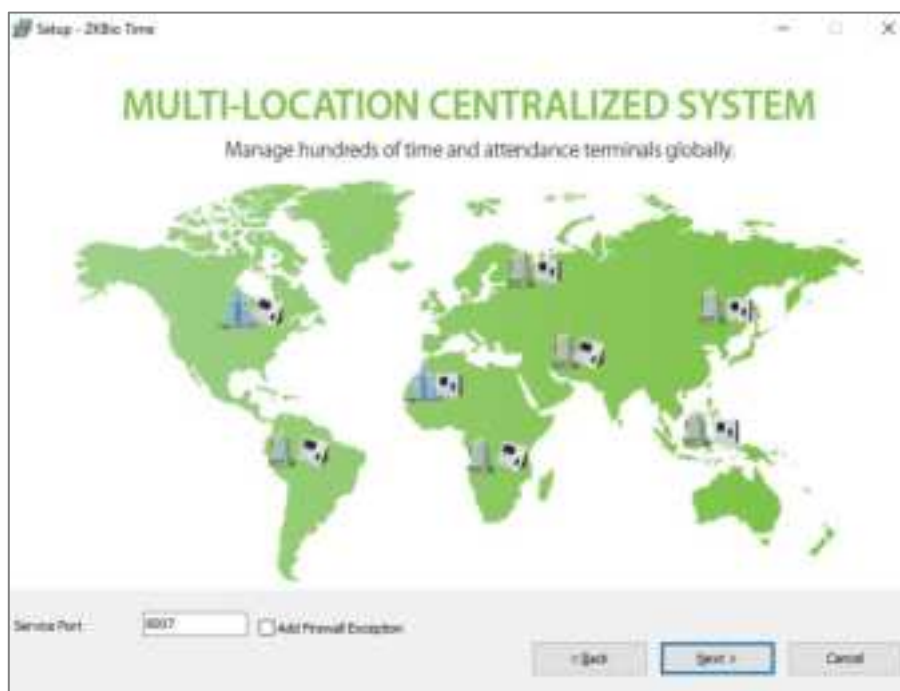 Setup - ZKBio Time
MULTI-LOCATION CENTRALIZED SYSTEM
Manage hundreds of time and attendance terminals globally.
Service Port
Add Firewall Exception
< Back
Next >
Cancel